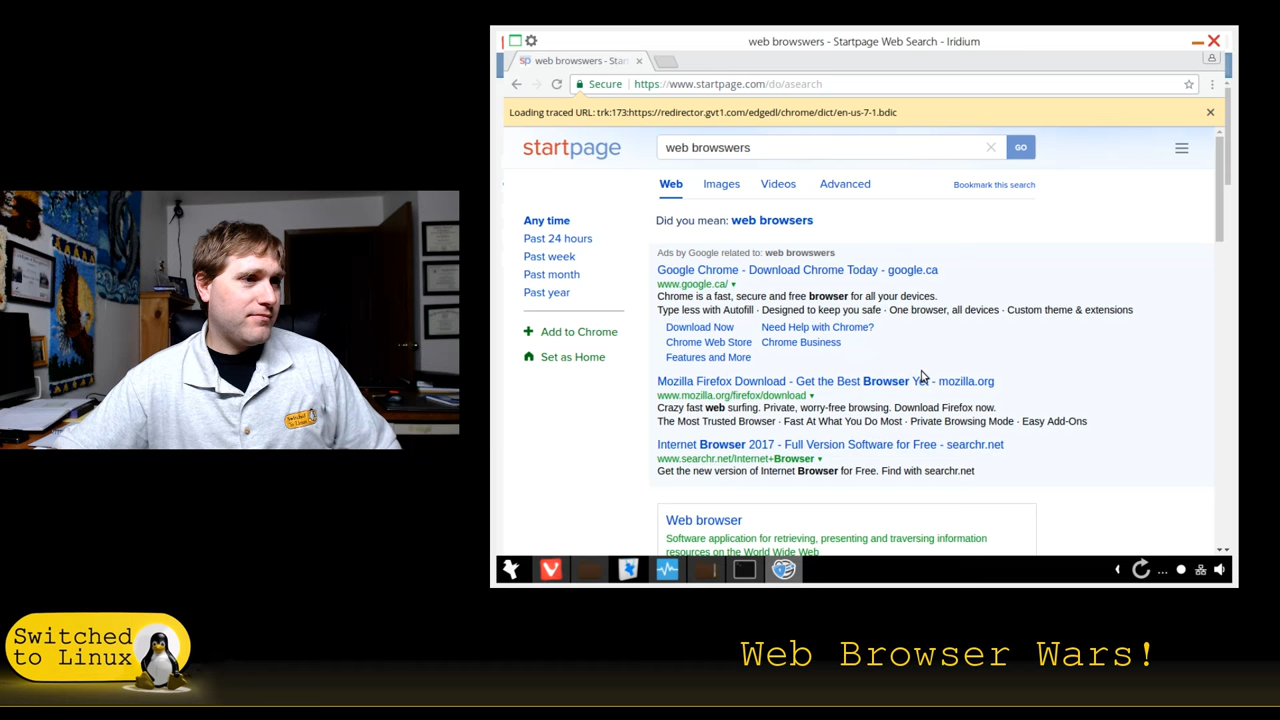 web browswers - Startpage Web Search - Iridium
sp web browswers - Star
Secure https://www.startpage.com/do/asearch
Loading traced URL: trk:173:https://redirector.gvt1.com/edgedl/chrome/dict/en-us-7-1.bdic
startpage
web browswers
GO
Web Images Videos Advanced
Bookmark this search
Any time
Past 24 hours
Past week
Past month
Past year
Add to Chrome
Set as Home
Did you mean: web browsers
Ads by Google related to: web browswers
Google Chrome - Download Chrome Today - google.ca
www.google.ca/
Chrome is a fast, secure and free browser for all your devices.
Type less with Autofill · Designed to keep you safe · One browser, all devices · Custom theme & extensions
Download Now Need Help with Chrome?
Chrome Web Store Chrome Business
Features and More
Mozilla Firefox Download - Get the Best Browser - mozilla.org
www.mozilla.org/firefox/download
Crazy fast web surfing. Private, worry-free browsing. Download Firefox now.
The Most Trusted Browser · Fast At What You Do Most · Private Browsing Mode · Easy Add-Ons
Internet Browser 2017 - Full Version Software for Free - searchr.net
www.searchr.net/Internet+Browser
Get the new version of Internet Browser for Free. Find with searchr.net
Web browser
Software application for retrieving, presenting and traversing information
resources on the World Wide Web
Switched
to Linux
Switched
to Linux
Web Browser Wars!